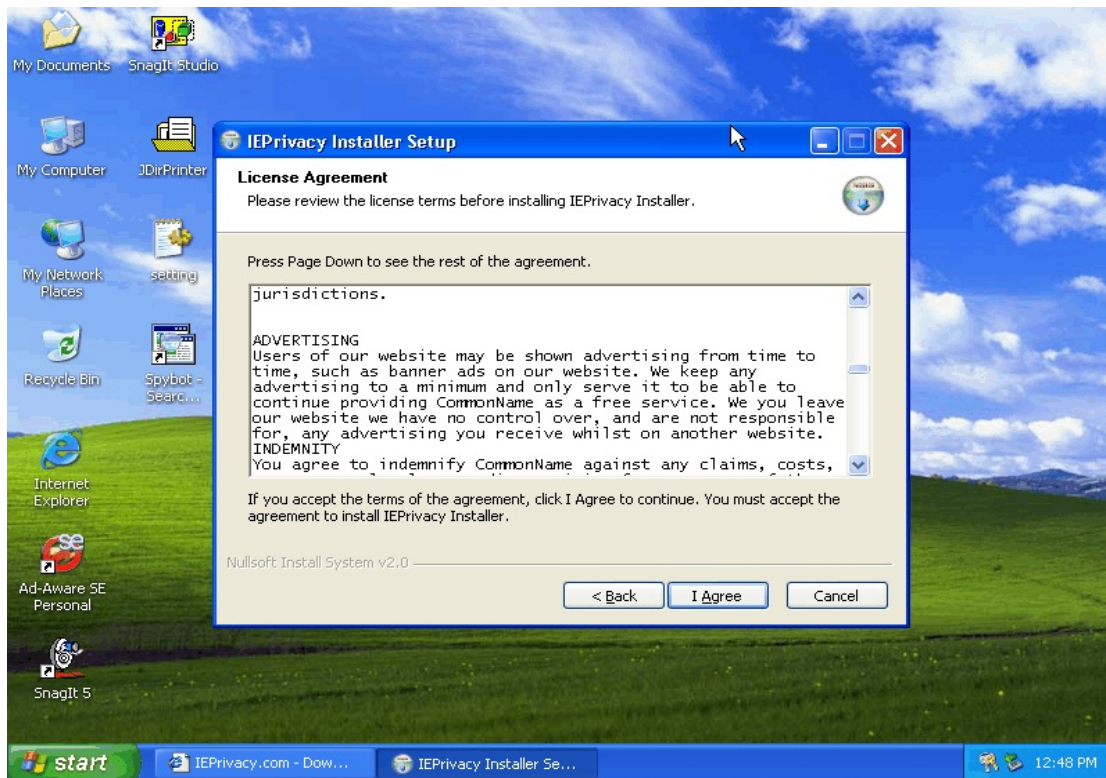 My Documents
SnagIt Studio
My Computer
JDirPrinter
My Network
Places
setting
Recycle Bin
Spybot -
Searc...
Internet
Explorer
Ad-Aware SE
Personal
SnagIt 5
IEPrivacy Installer Setup
License Agreement
Please review the license terms before installing IEPrivacy Installer.
Press Page Down to see the rest of the agreement.
jurisdictions.
ADVERTISING
Users of our website may be shown advertising from time to
time, such as banner ads on our website. We keep any
advertising to a minimum and only serve it to be able to
continue providing CommonName as a free service. We you leave
our website we have no control over, and are not responsible
for, any advertising you receive whilst on another website.
INDEMNITY
You agree to indemnify CommonName against any claims, costs,
If you accept the terms of the agreement, click I Agree to continue. You must accept the
agreement to install IEPrivacy Installer.
Nullsoft Install System v2.0
< Back
I Agree
Cancel
start
IEPrivacy.com - Dow...
IEPrivacy Installer Se...
12:48 PM